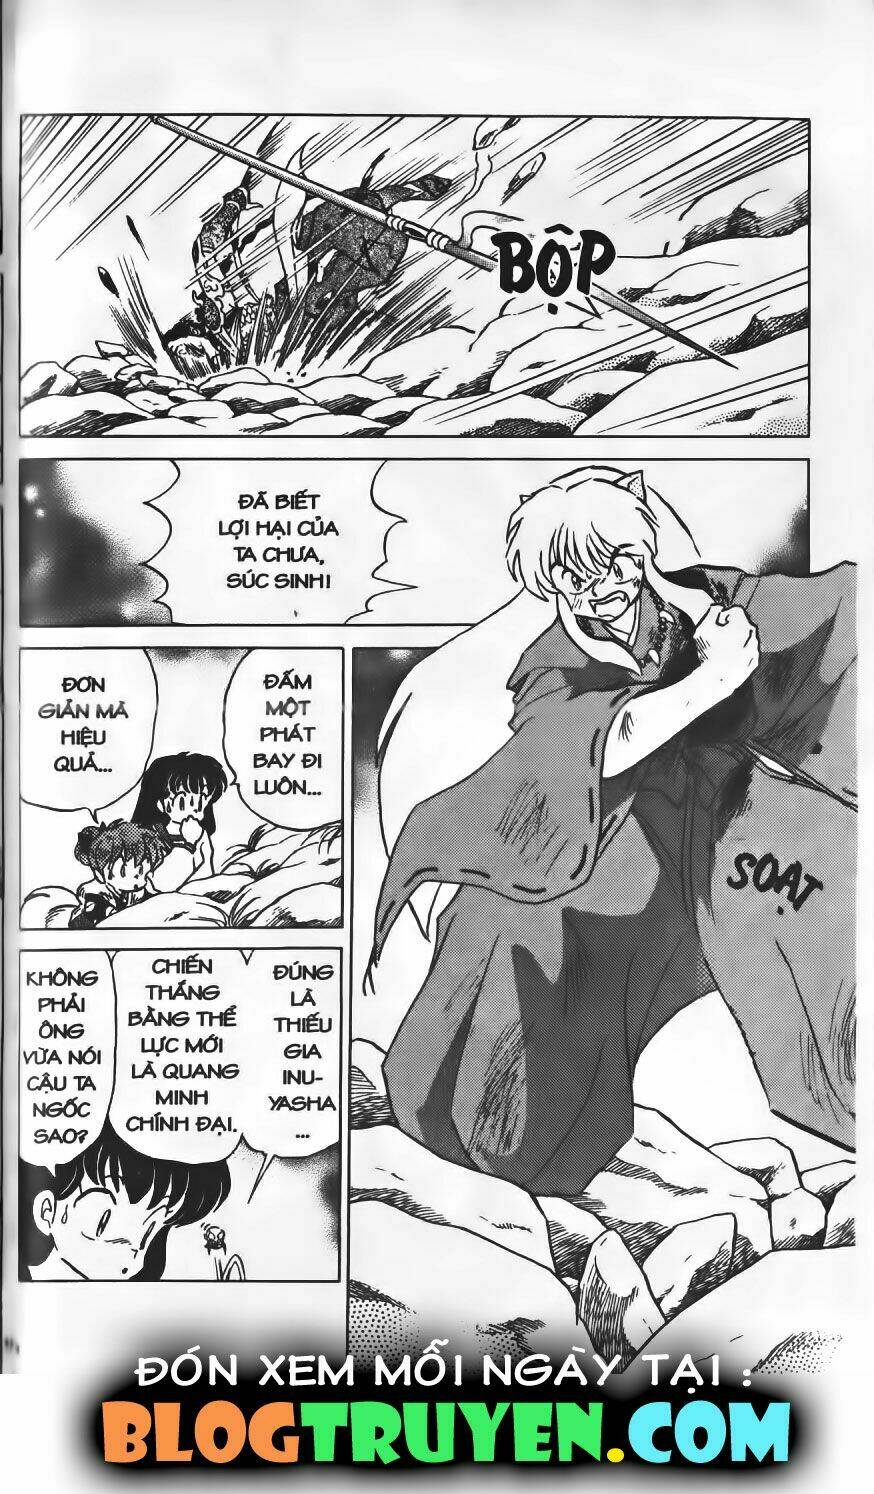 BỘP
ĐÃ BIẾT
LỢI HẠI CỦA
TA CHƯA,
SÚC SINH!
ĐƠN
GIẢN MÀ
HIỆU
QUẢ...
ĐẤM
MỘT
PHÁT
BAY ĐI
LUÔN...
SOẠT
KHÔNG
PHẢI
ÔNG
VỪA NÓI
CẬU TA
NGỐC
SAO?
CHIẾN
THẮNG
BẰNG THỂ
LỰC MỚI
LÀ QUANG
MINH
CHÍNH ĐẠI.
ĐÚNG
LÀ
THIẾU
GIA
INU-
YASHA
...
ĐÓN XEM MỖI NGÀY TẠI :
BLOGTRUYEN.COM